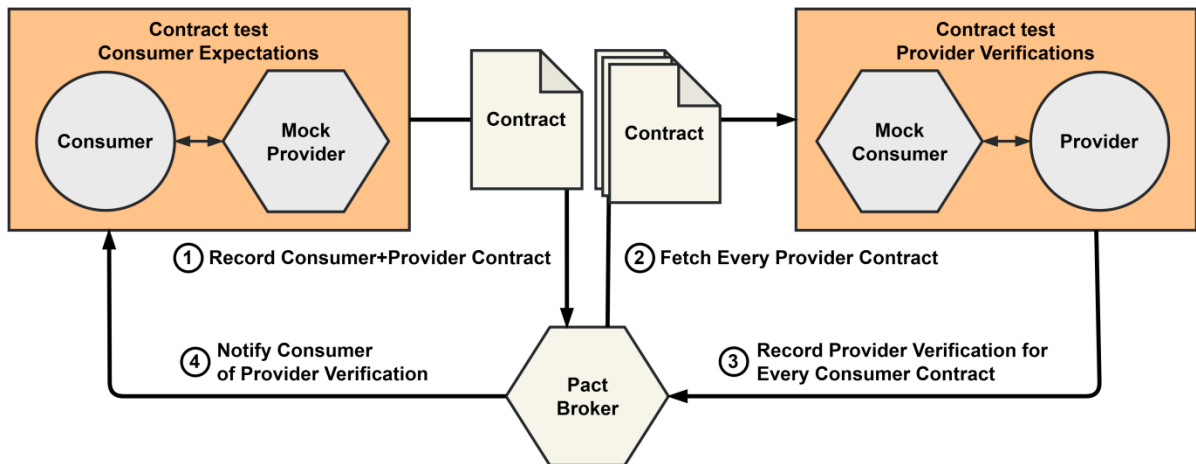 Contract test
Consumer Expectations
Consumer
Mock
Provider
Contract
Contract
Contract test
Provider Verifications
Mock
Consumer
Provider
1 Record Consumer+Provider Contract
2 Fetch Every Provider Contract
4 Notify Consumer
of Provider Verification
Pact
Broker
3 Record Provider Verification for
Every Consumer Contract